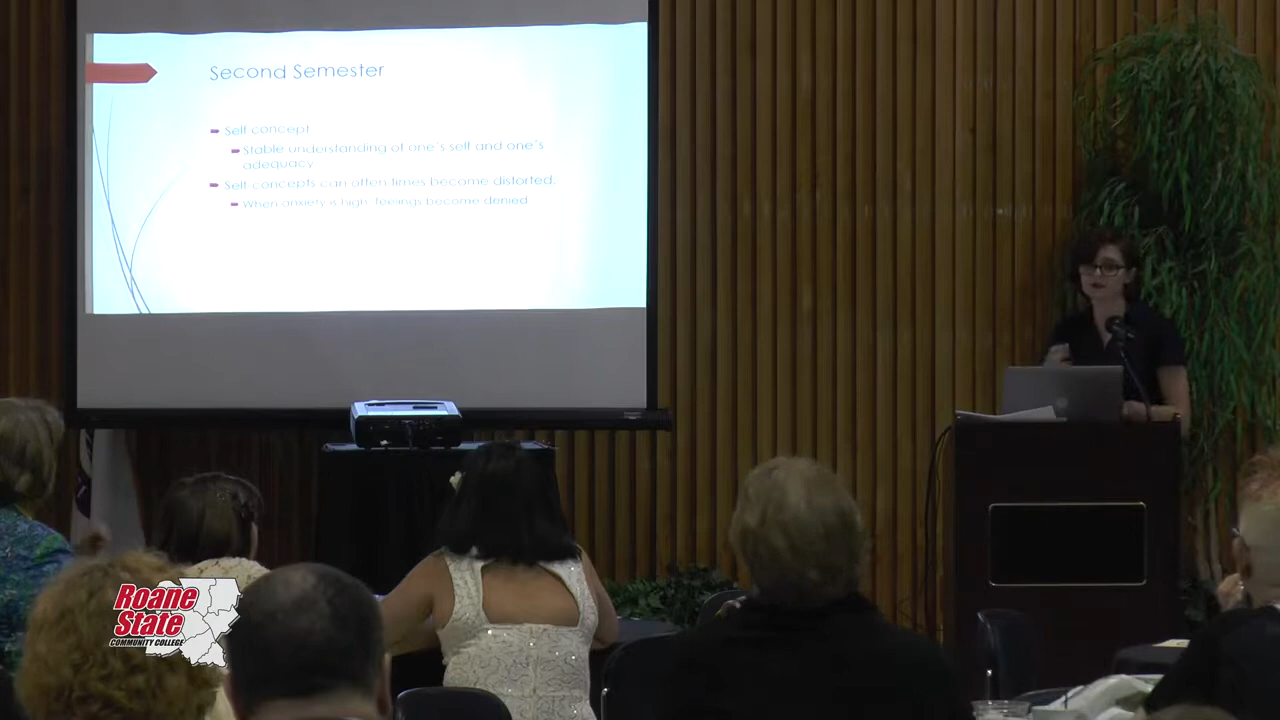 Second Semester
Self concept
Stable understanding of one's self and one's
adequacy
Self-concepts can often times become distorted.
When anxiety is high, feelings become denied
Roane
State
COMMUNITY COLLEGE